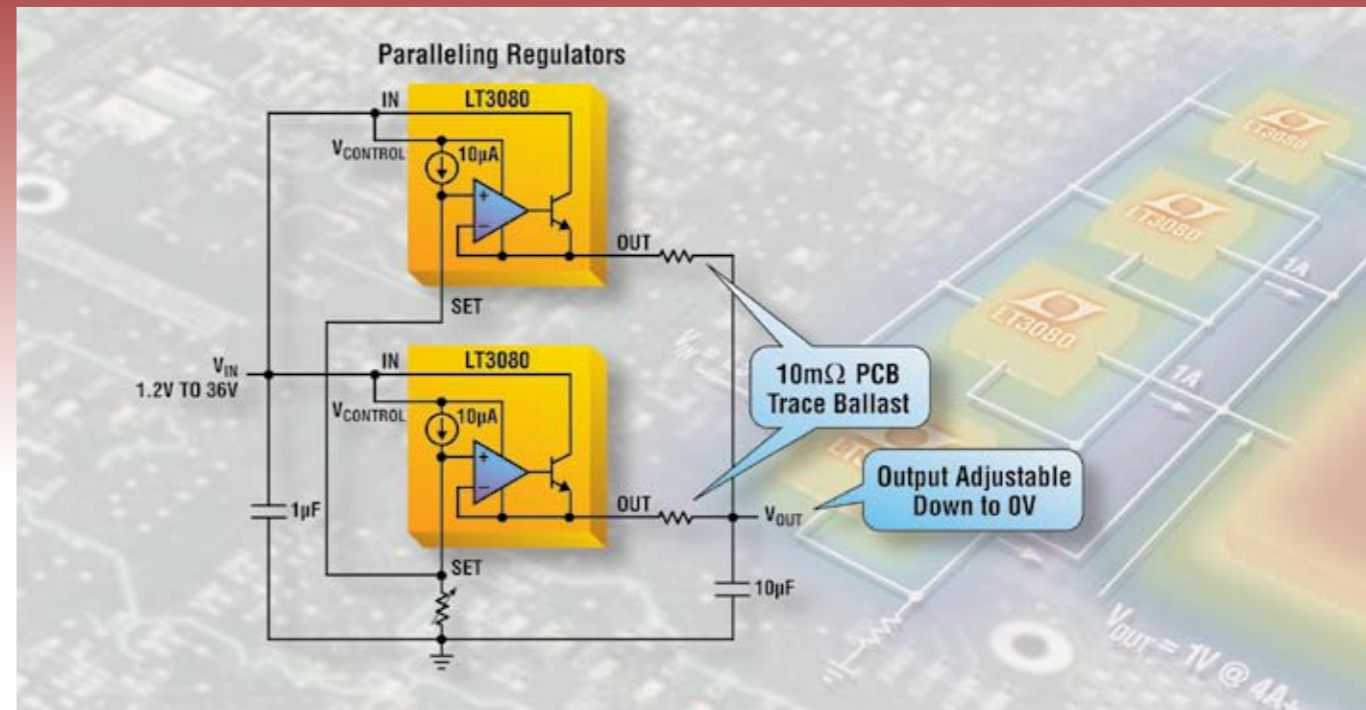 Paralleling Regulators
IN
LT3080
VCONTROL
10µA
+
−
OUT
SET
VIN
1.2V TO 36V
IN
LT3080
VCONTROL
10µA
+
−
OUT
1µF
SET
10mΩ PCB
Trace Ballast
Output Adjustable
Down to 0V
VOUT
10µF
LT3080
LT3080
LT3080
1A
1A
VIN =
VOUT = 1V @ 4A+